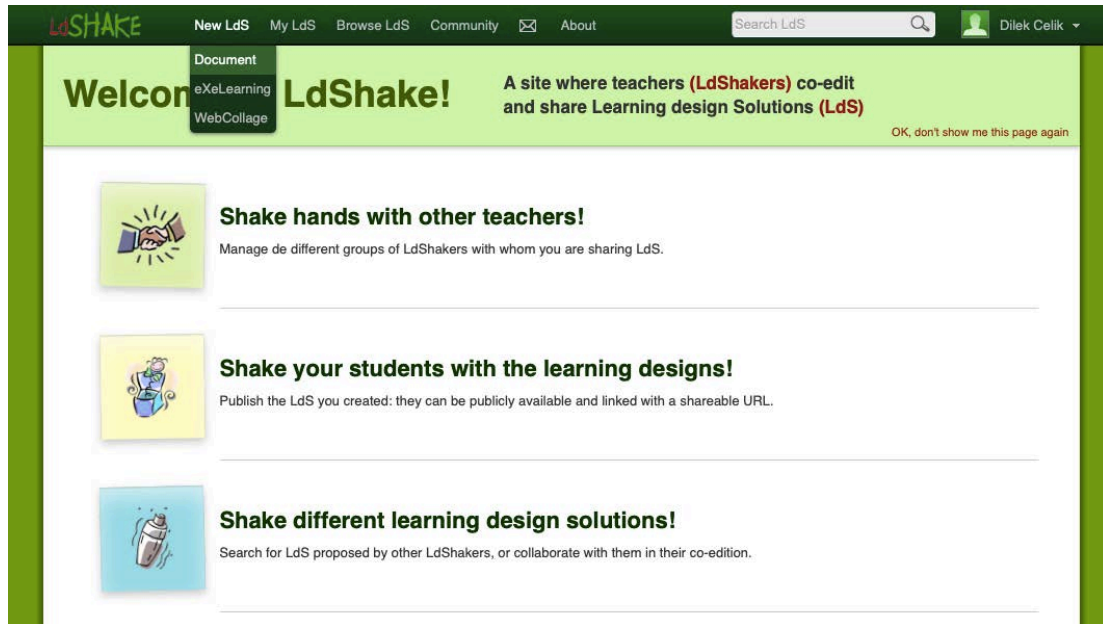 LdSHAKE New LdS My LdS Browse LdS Community About Search LdS Dilek Celik
Document
eXeLearning
WebCollage
Welcom LdShake!
A site where teachers (LdShakers) co-edit
and share Learning design Solutions (LdS)
OK, don't show me this page again
Shake hands with other teachers!
Manage de different groups of LdShakers with whom you are sharing LdS.
Shake your students with the learning designs!
Publish the LdS you created: they can be publicly available and linked with a shareable URL.
Shake different learning design solutions!
Search for LdS proposed by other LdShakers, or collaborate with them in their co-edition.